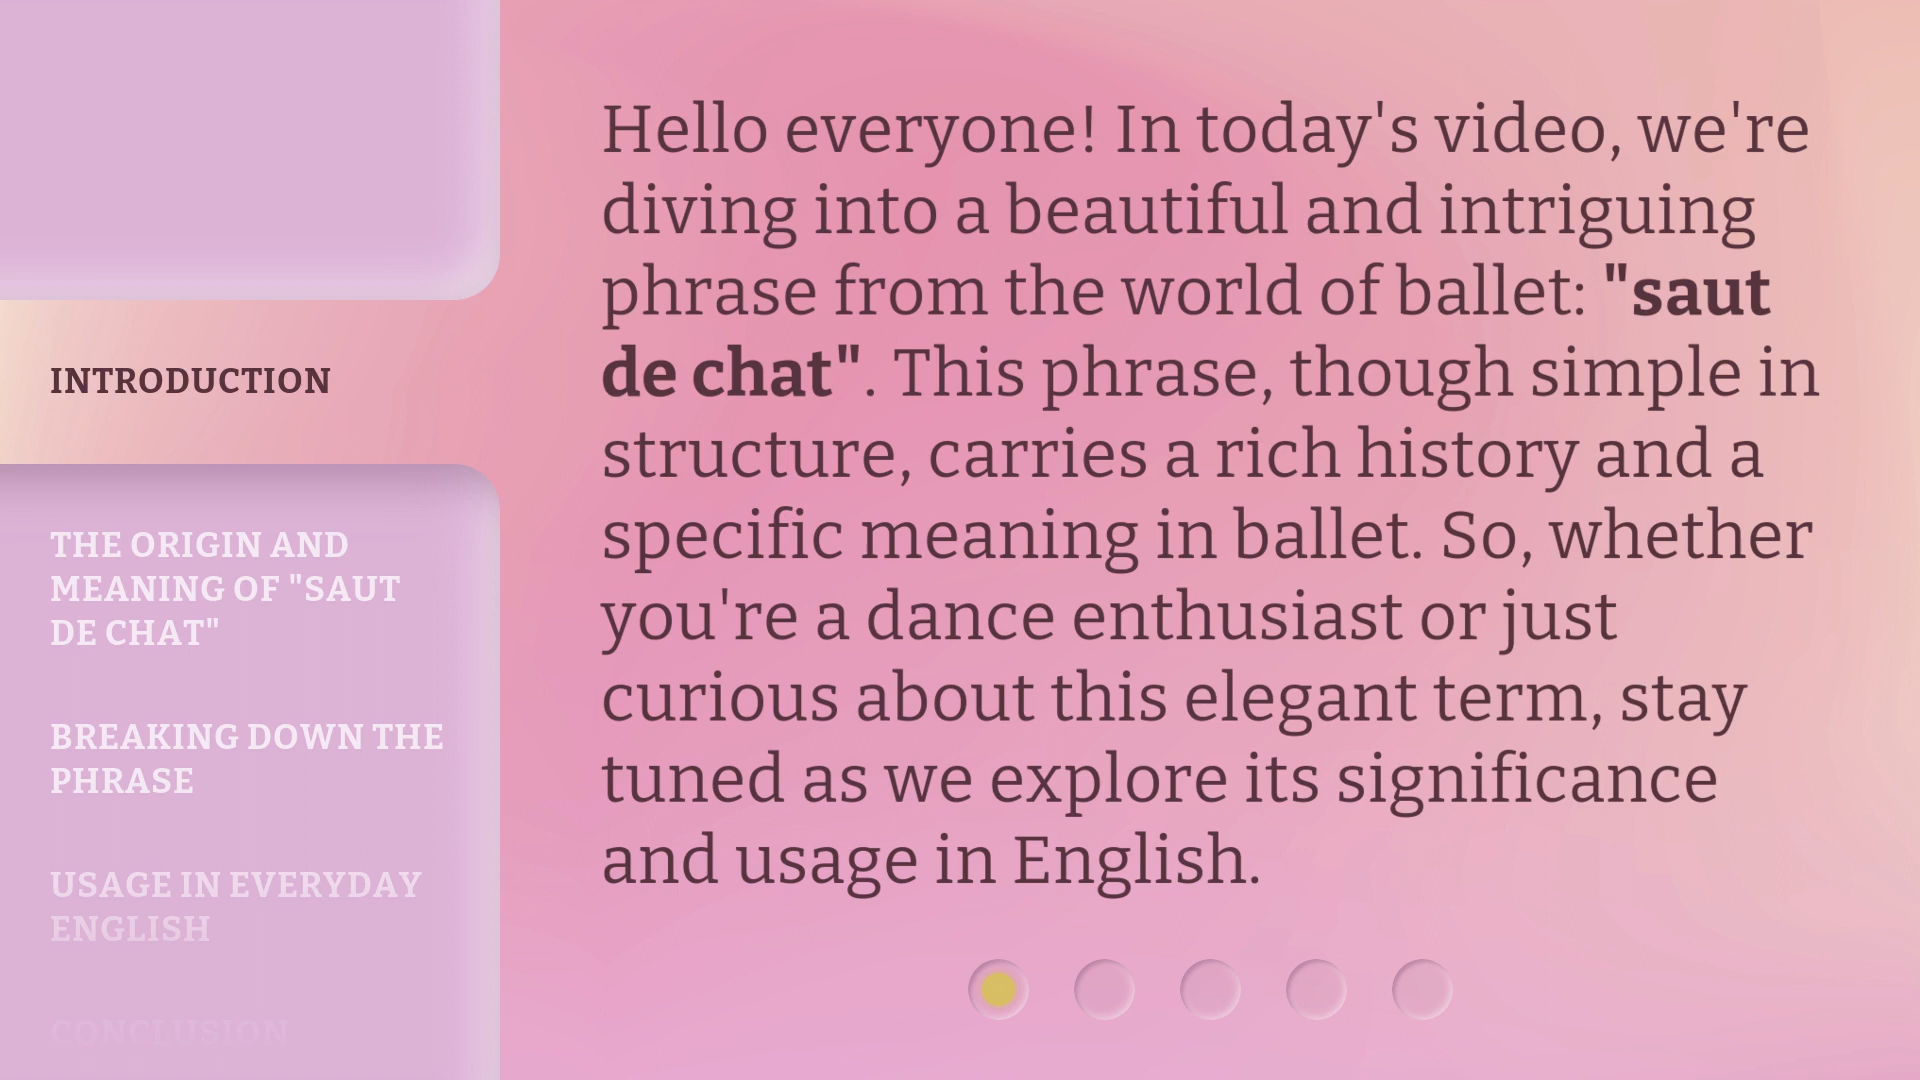 INTRODUCTION
THE ORIGIN AND
MEANING OF "SAUT
DE CHAT"
BREAKING DOWN THE
PHRASE
USAGE IN EVERYDAY
ENGLISH
CONCLUSION
Hello everyone! In today's video, we're
diving into a beautiful and intriguing
phrase from the world of ballet: "saut
de chat". This phrase, though simple in
structure, carries a rich history and a
specific meaning in ballet. So, whether
you're a dance enthusiast or just
curious about this elegant term, stay
tuned as we explore its significance
and usage in English.